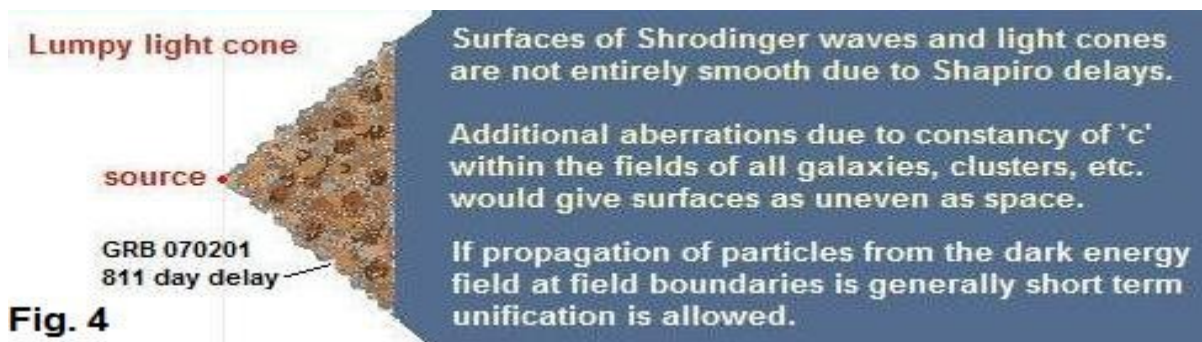 Lumpy light cone
source
GRB 070201
811 day delay
Fig. 4
Surfaces of Shrodinger waves and light cones
are not entirely smooth due to Shapiro delays.
Additional aberrations due to constancy of 'c'
within the fields of all galaxies, clusters, etc.
would give surfaces as uneven as space.
If propagation of particles from the dark energy
field at field boundaries is generally short term
unification is allowed.